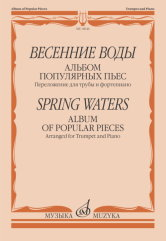 Album of Popular Pieces
Trumpet and Piano
ВЕСЕННИЕ ВОДЫ
АЛЬБОМ
ПОПУЛЯРНЫХ ПЬЕС
Переложение для трубы и фортепиано
SPRING WATERS
ALBUM
OF POPULAR PIECES
Arranged for Trumpet and Piano
МУЗЫКА
MUZYKA